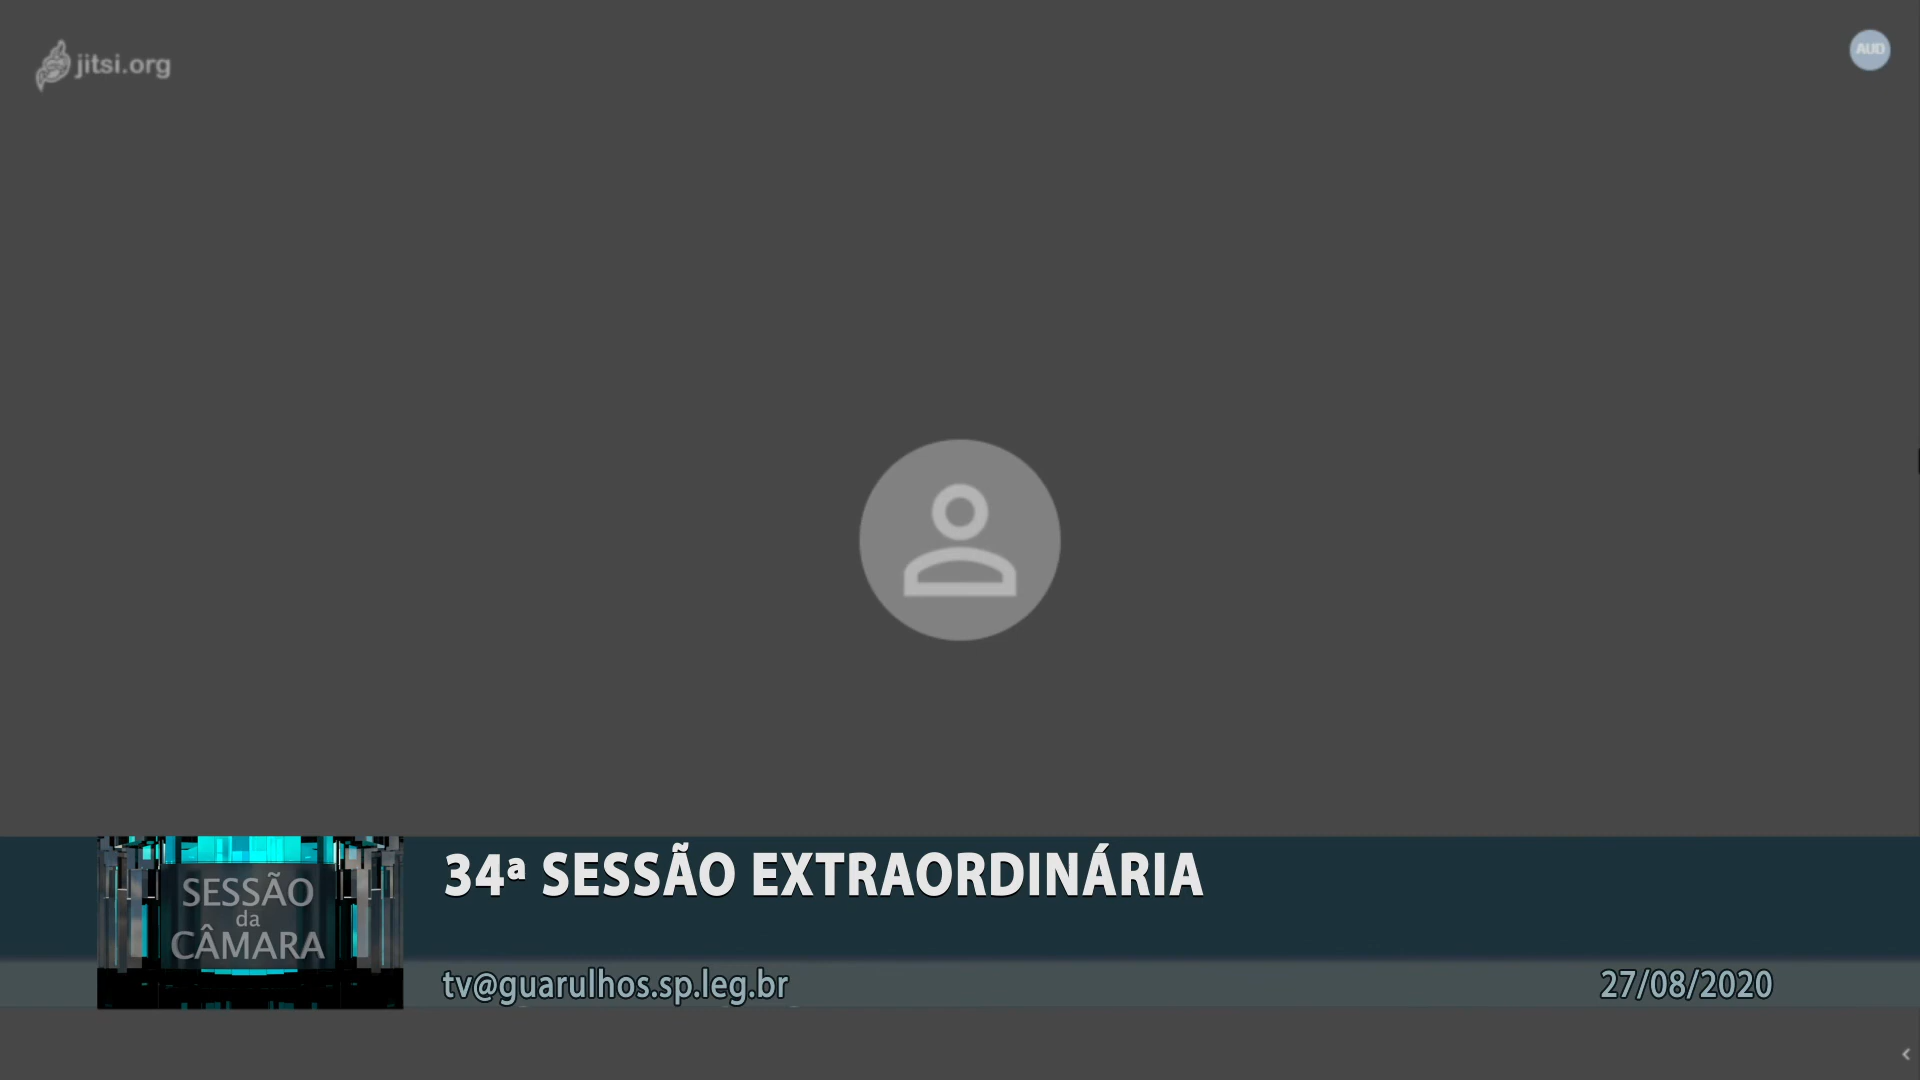 jitsi.org
AUD
34ª SESSÃO EXTRAORDINÁRIA
SESSÃO
da
CÂMARA
tv@guarulhos.sp.leg.br
27/08/2020